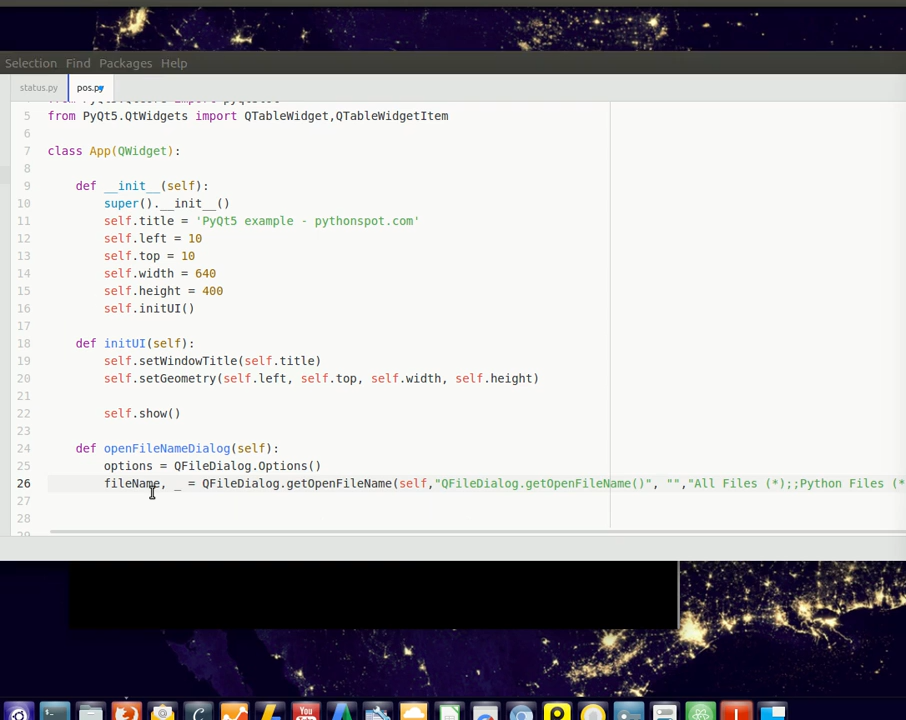 Selection Find Packages Help
status.py pos.py
5 from PyQt5.QtWidgets import QTableWidget,QTableWidgetItem
6
7 class App(QWidget):
8
9 def __init__(self):
10 super().__init__()
11 self.title = 'PyQt5 example - pythonspot.com'
12 self.left = 10
13 self.top = 10
14 self.width = 640
15 self.height = 400
16 self.initUI()
17
18 def initUI(self):
19 self.setWindowTitle(self.title)
20 self.setGeometry(self.left, self.top, self.width, self.height)
21
22 self.show()
23
24 def openFileNameDialog(self):
25 options = QFileDialog.Options()
26 fileName, _ = QFileDialog.getOpenFileName(self,"QFileDialog.getOpenFileName()", "","All Files (*);;Python Files (*
27
28